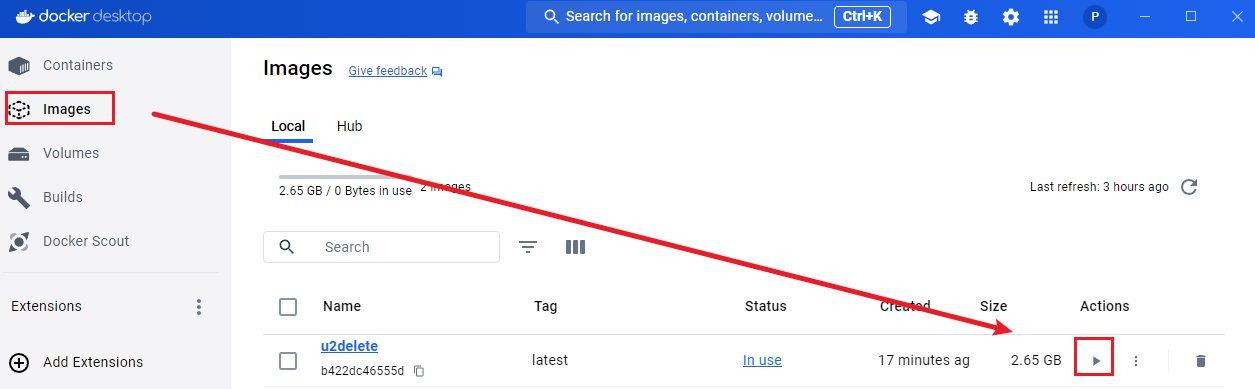 docker desktop
Search for images, containers, volume... Ctrl+K
P
Containers
Images
Volumes
Builds
Docker Scout
Extensions
Add Extensions
Images Give feedback
Local Hub
2.65 GB / 0 Bytes in use 2 images
Last refresh: 3 hours ago
Search
Name Tag Status Created Size Actions
u2delete
latest In use 17 minutes ag 2.65 GB
b422dc46555d